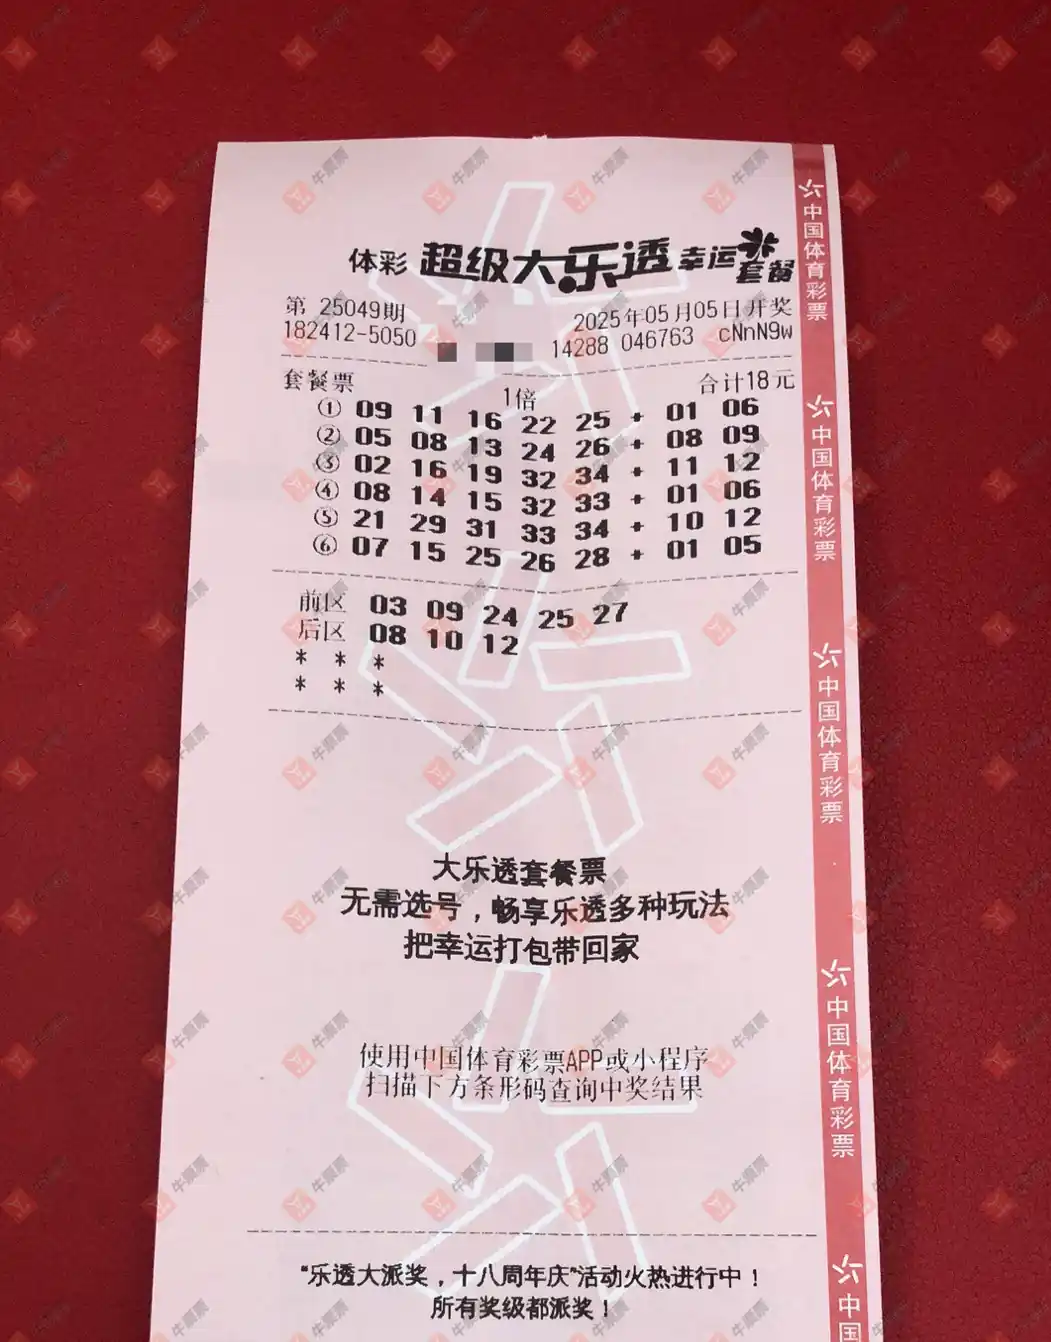 体彩 超级大乐透 幸运套餐
第 25049期 2025年05月05日开奖
182412-5050 14288 046763 cNnN9w
套餐票 1倍 合计18元
① 09 11 16 22 25 + 01 06
② 05 08 13 24 26 + 08 09
③ 02 16 19 32 34 + 11 12
④ 08 14 15 32 33 + 01 06
⑤ 21 29 31 33 34 + 10 12
⑥ 07 15 25 26 28 + 01 05
前区 03 09 24 25 27
后区 08 10 12
* * *
* * *
大乐透套餐票
无需选号，畅享乐透多种玩法
把幸运打包带回家
使用中国体育彩票APP或小程序
扫描下方条形码查询中奖结果
“乐透大派奖，十八周年庆”活动火热进行中！
所有奖级都派奖！
中国体育彩票
中国体育彩票
中国体育彩票
中国体育彩票
中国
牛票票